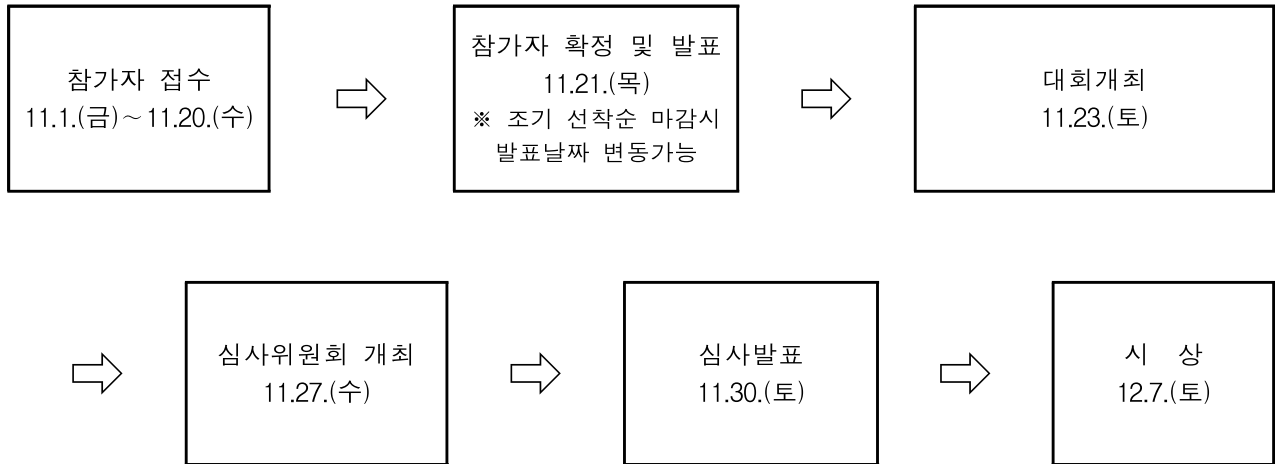 참가자 접수
11.1.(금)~11.20.(수)
참가자 확정 및 발표
11.21.(목)
※ 조기 선착순 마감시
발표날짜 변동가능
대회개최
11.23.(토)
심사위원회 개최
11.27.(수)
심사발표
11.30.(토)
시 상
12.7.(토)